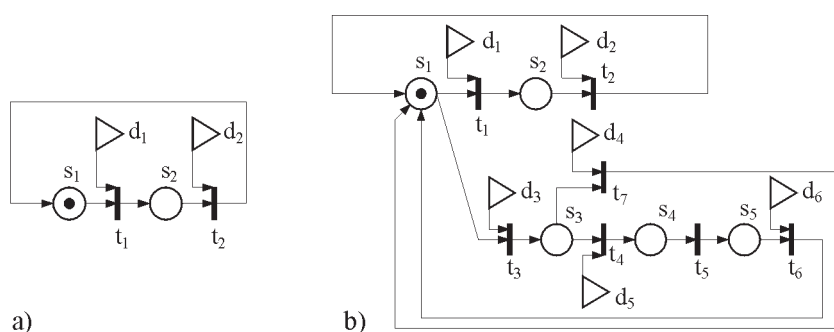 d₁
d₂
s₁
s₂
t₁
t₂
a)
d₁
d₂
s₁
s₂
t₂
t₁
d₄
d₃
t₇
d₆
s₃
s₄
s₅
t₃
t₄
t₅
t₆
d₅
b)